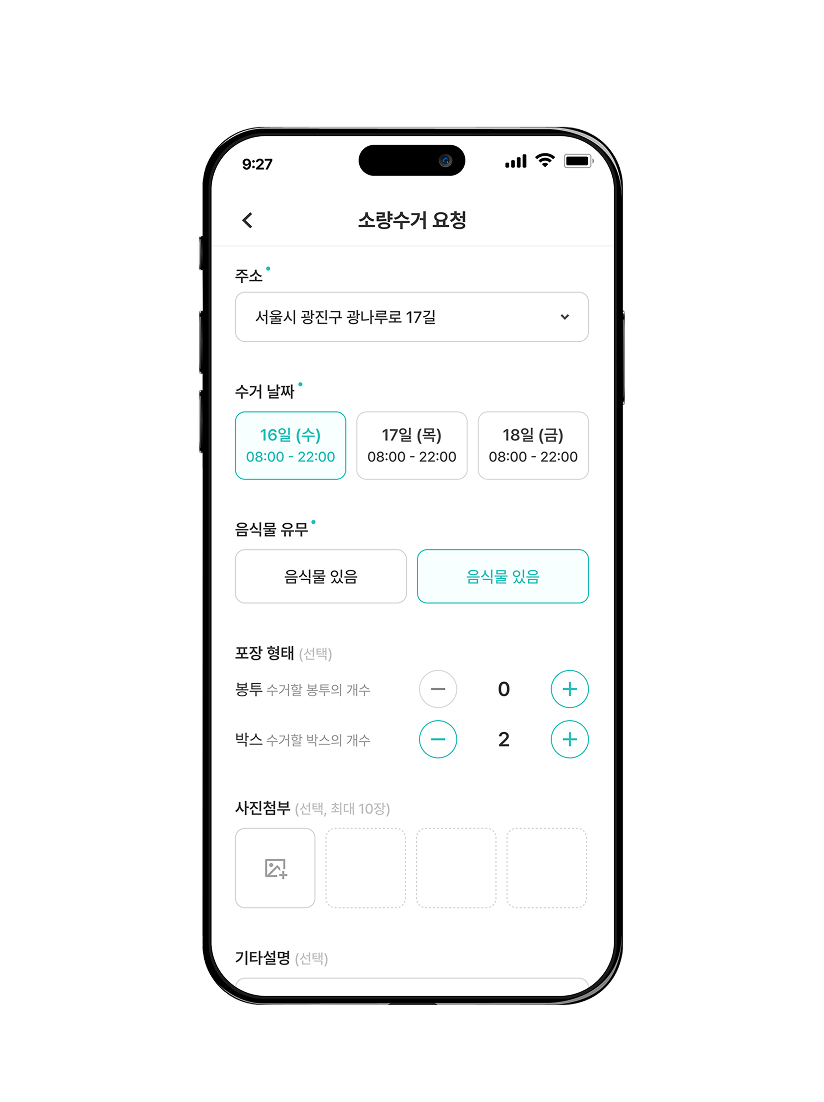 9:27
소량수거 요청
주소
서울시 광진구 광나루로 17길
수거 날짜
16일 (수) 17일 (목) 18일 (금)
08:00 - 22:00 08:00 - 22:00 08:00 - 22:00
음식물 유무
음식물 있음 음식물 있음
포장 형태 (선택)
봉투 수거할 봉투의 개수 0
박스 수거할 박스의 개수 2
사진첨부 (선택, 최대 10장)
기타설명 (선택)